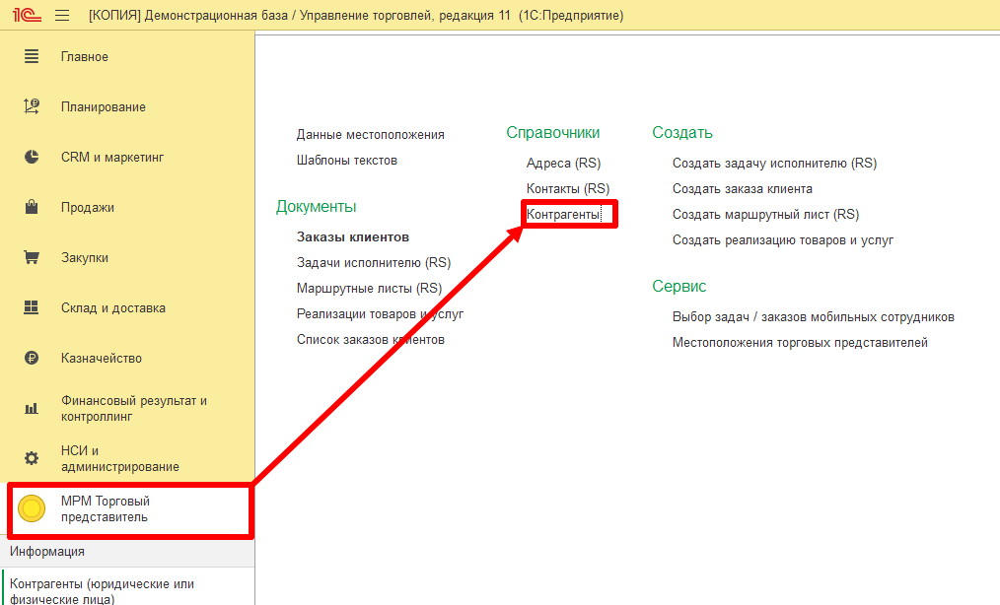 1С [КОПИЯ] Демонстрационная база / Управление торговлей, редакция 11 (1С:Предприятие)
Главное
Планирование
CRM и маркетинг
Продажи
Закупки
Склад и доставка
Казначейство
Финансовый результат и
контроллинг
НСИ и
администрирование
МРМ Торговый
представитель
Информация
Контрагенты (юридические или
физические лица)
Данные местоположения
Шаблоны текстов
Документы
Заказы клиентов
Задачи исполнителю (RS)
Маршрутные листы (RS)
Реализации товаров и услуг
Список заказов клиентов
Справочники
Адреса (RS)
Контакты (RS)
Контрагенты
Создать
Создать задачу исполнителю (RS)
Создать заказа клиента
Создать маршрутный лист (RS)
Создать реализацию товаров и услуг
Сервис
Выбор задач / заказов мобильных сотрудников
Местоположения торговых представителей